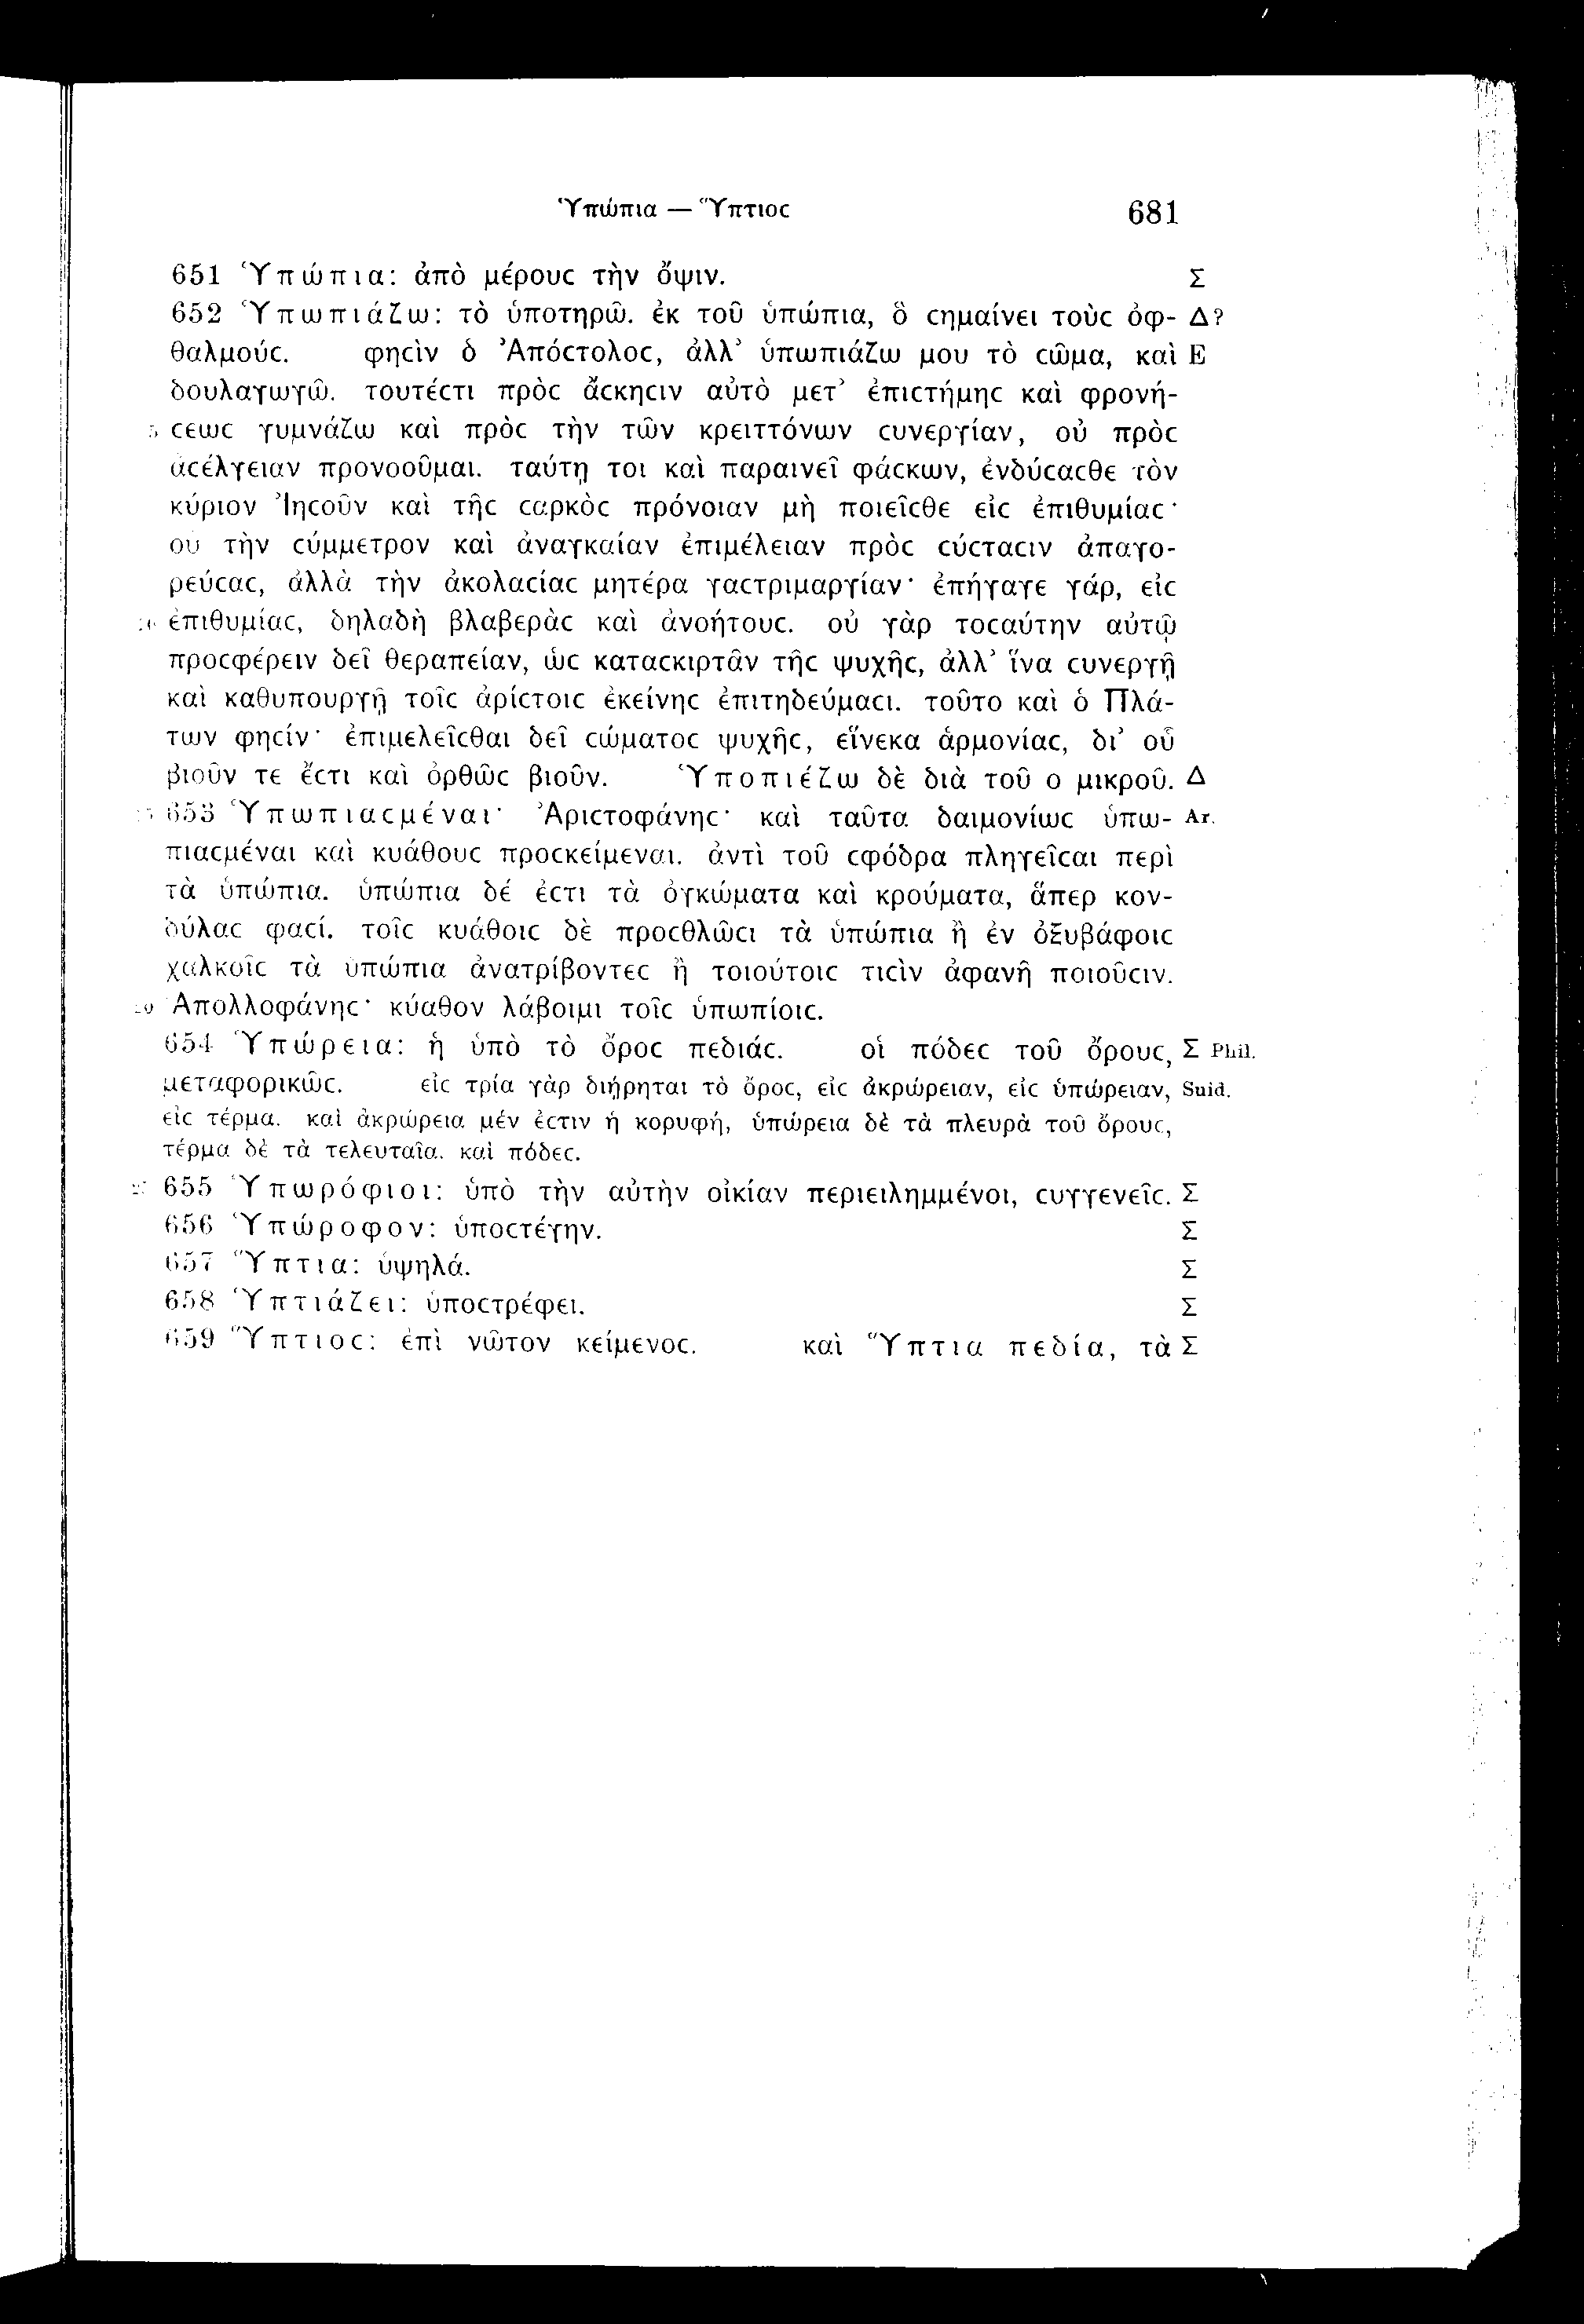 Ὑπώπια — Ὕπτιοϲ 681
651 Ὑπώπια: ἀπὸ μέρουϲ τὴν ὄψιν. Σ
652 Ὑπωπιάζω: τὸ ὑποτηρῶ. ἐκ τοῦ ὑπώπια, ὃ ϲημαίνει τοὺϲ ὀφ- Δ?
θαλμούϲ. φηϲὶν ὁ Ἀπόϲτολοϲ, ἀλλ’ ὑπωπιάζω μου τὸ ϲῶμα, καὶ E
δουλαγωγῶ. τουτέϲτι πρὸϲ ἄϲκηϲιν αὐτὸ μετ’ ἐπιϲτήμηϲ καὶ φρονή-
5 ϲεωϲ γυμνάζω καὶ πρὸϲ τὴν τῶν κρειττόνων ϲυνεργίαν, οὐ πρὸϲ
ἀϲέλγειαν προνοοῦμαι. ταύτῃ τοι καὶ παραινεῖ φάϲκων, ἐνδύϲαϲθε τὸν
κύριον Ἰηϲοῦν καὶ τῆϲ ϲαρκὸϲ πρόνοιαν μὴ ποιεῖϲθε εἰϲ ἐπιθυμίαϲ·
οὐ τὴν ϲύμμετρον καὶ ἀναγκαίαν ἐπιμέλειαν πρὸϲ ϲύϲταϲιν ἀπαγο-
ρεύϲαϲ, ἀλλὰ τὴν ἀκολαϲίαϲ μητέρα γαϲτριμαργίαν· ἐπήγαγε γάρ, εἰϲ
10 ἐπιθυμίαϲ, δηλαδὴ βλαβερὰϲ καὶ ἀνοήτουϲ. οὐ γὰρ τοϲαύτην αὐτῷ
προϲφέρειν δεῖ θεραπείαν, ὡϲ καταϲκιρτᾶν τῆϲ ψυχῆϲ, ἀλλ’ ἵνα ϲυνεργῇ
καὶ καθυπουργῇ τοῖϲ ἀρίϲτοιϲ ἐκείνηϲ ἐπιτηδεύμαϲι. τοῦτο καὶ ὁ Πλά-
των φηϲίν· ἐπιμελεῖϲθαι δεῖ ϲώματοϲ ψυχῆϲ, εἵνεκα ἁρμονίαϲ, δι’ οὗ
βιοῦν τε ἔϲτι καὶ ὀρθῶϲ βιοῦν. Ὑποπιέζω δὲ διὰ τοῦ ο μικροῦ. Δ
15 653 Ὑπωπιαϲμέναι· Ἀριϲτοφάνηϲ· καὶ ταῦτα δαιμονίωϲ ὑπω- Ar.
πιαϲμέναι καὶ κυάθουϲ προϲκείμεναι. ἀντὶ τοῦ ϲφόδρα πληγεῖϲαι περὶ
τὰ ὑπώπια. ὑπώπια δέ ἐϲτι τὰ ὀγκώματα καὶ κρούματα, ἅπερ κον-
δύλαϲ φαϲί. τοῖϲ κυάθοιϲ δὲ προϲθλῶϲι τὰ ὑπώπια ἢ ἐν ὀξυβάφοιϲ
χαλκοῖϲ τὰ ὑπώπια ἀνατρίβοντεϲ ἢ τοιούτοιϲ τιϲὶν ἀφανῆ ποιοῦϲιν.
20 Ἀπολλοφάνηϲ· κύαθον λάβοιμι τοῖϲ ὑπωπίοιϲ.
654 Ὑπώρεια: ἡ ὑπὸ τὸ ὄροϲ πεδιάϲ. οἱ πόδεϲ τοῦ ὄρουϲ, Σ Phil.
μεταφορικῶϲ. εἰϲ τρία γὰρ διῄρηται τὸ ὄροϲ, εἰϲ ἀκρώρειαν, εἰϲ ὑπώρειαν, Suid.
εἰϲ τέρμα. καὶ ἀκρώρεια μέν ἐϲτιν ἡ κορυφή, ὑπώρεια δὲ τὰ πλευρὰ τοῦ ὄρουϲ,
τέρμα δὲ τὰ τελευταῖα. καὶ πόδεϲ.
25 655 Ὑπωρόφιοι: ὑπὸ τὴν αὐτὴν οἰκίαν περιειλημμένοι, ϲυγγενεῖϲ. Σ
656 Ὑπώροφον: ὑποϲτέγην. Σ
657 Ὕπτια: ὑψηλά. Σ
658 Ὑπτιάζει: ὑποϲτρέφει. Σ
659 Ὕπτιοϲ: ἐπὶ νῶτον κείμενοϲ. καὶ Ὕπτια πεδία, τὰ Σ